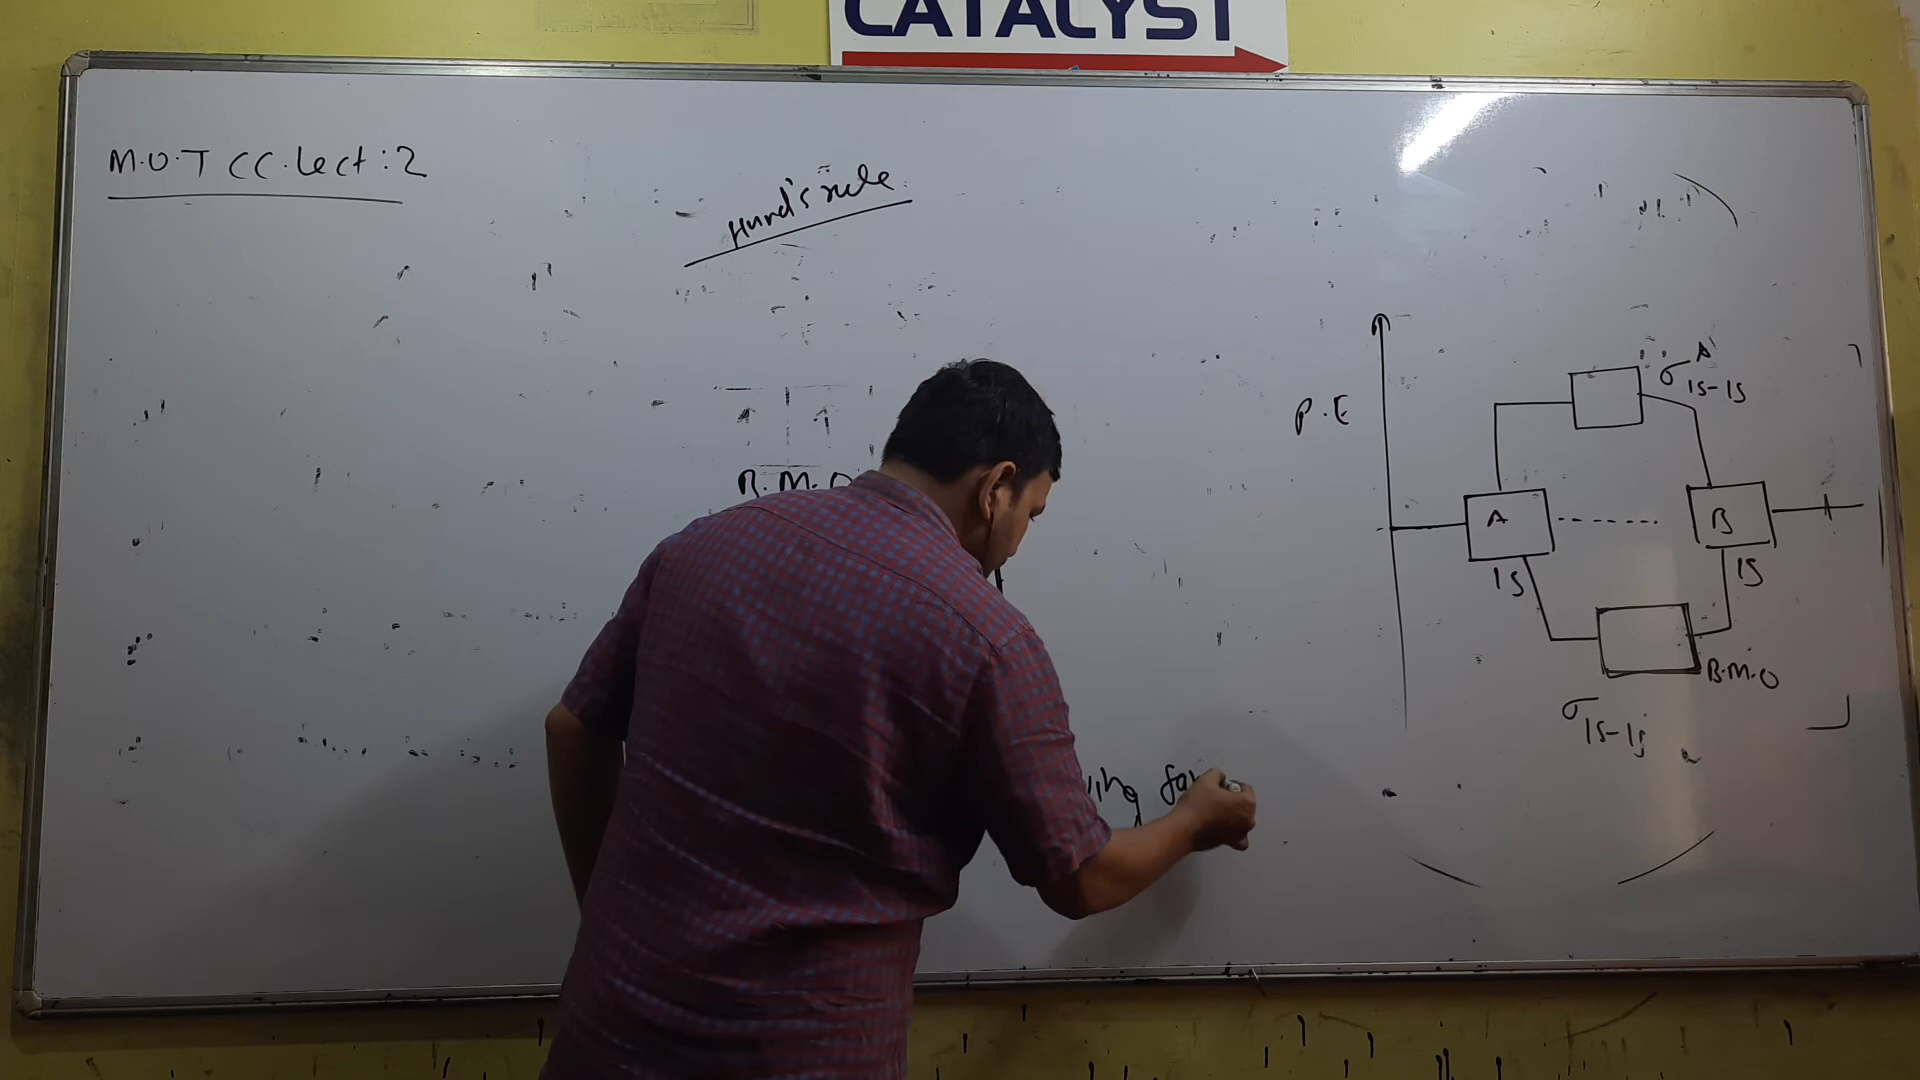 CATALYST
M.O.T CC.Lect:2
Hund's rule
B.M.O
P.E
σ A 1s-1s
A
B
1s
1s
B.M.O
σ 1s-1s